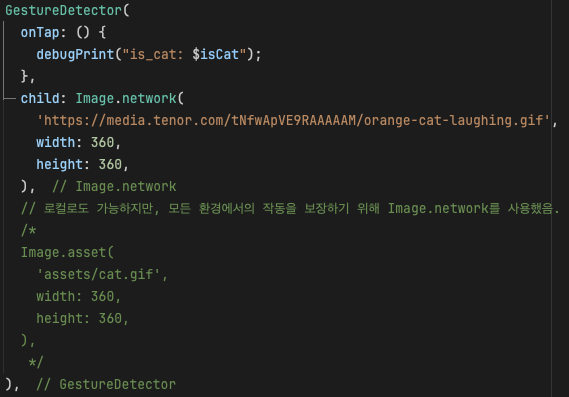 GestureDetector(
  onTap: () {
    debugPrint("is_cat: $isCat");
  },
  child: Image.network(
    'https://media.tenor.com/tNfwApVE9RAAAAAM/orange-cat-laughing.gif',
    width: 360,
    height: 360,
  ),  // Image.network
  // 로컬로도 가능하지만, 모든 환경에서의 작동을 보장하기 위해 Image.network를 사용했음.
  /*
  Image.asset(
    'assets/cat.gif',
    width: 360,
    height: 360,
  ),
   */
),  // GestureDetector